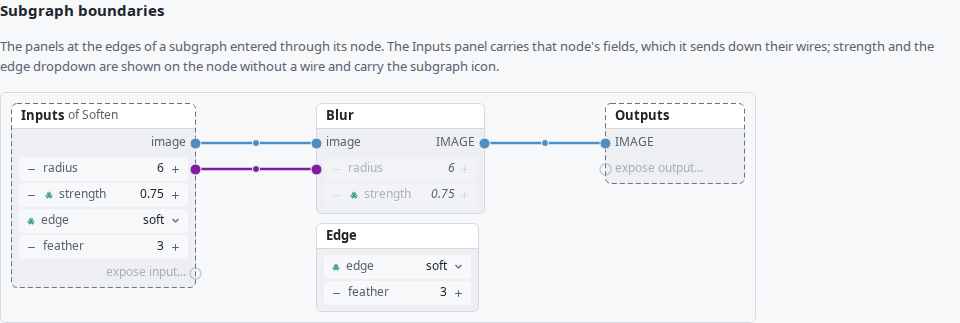 Subgraph boundaries
The panels at the edges of a subgraph entered through its node. The Inputs panel carries that node's fields, which it sends down their wires; strength and the
edge dropdown are shown on the node without a wire and carry the subgraph icon.
Inputs of Soften
image
− radius 6 +
− strength 0.75 +
edge soft
− feather 3 +
expose input...
Blur
image IMAGE
− radius 6 +
− strength 0.75 +
Edge
edge soft
− feather 3 +
Outputs
IMAGE
expose output...